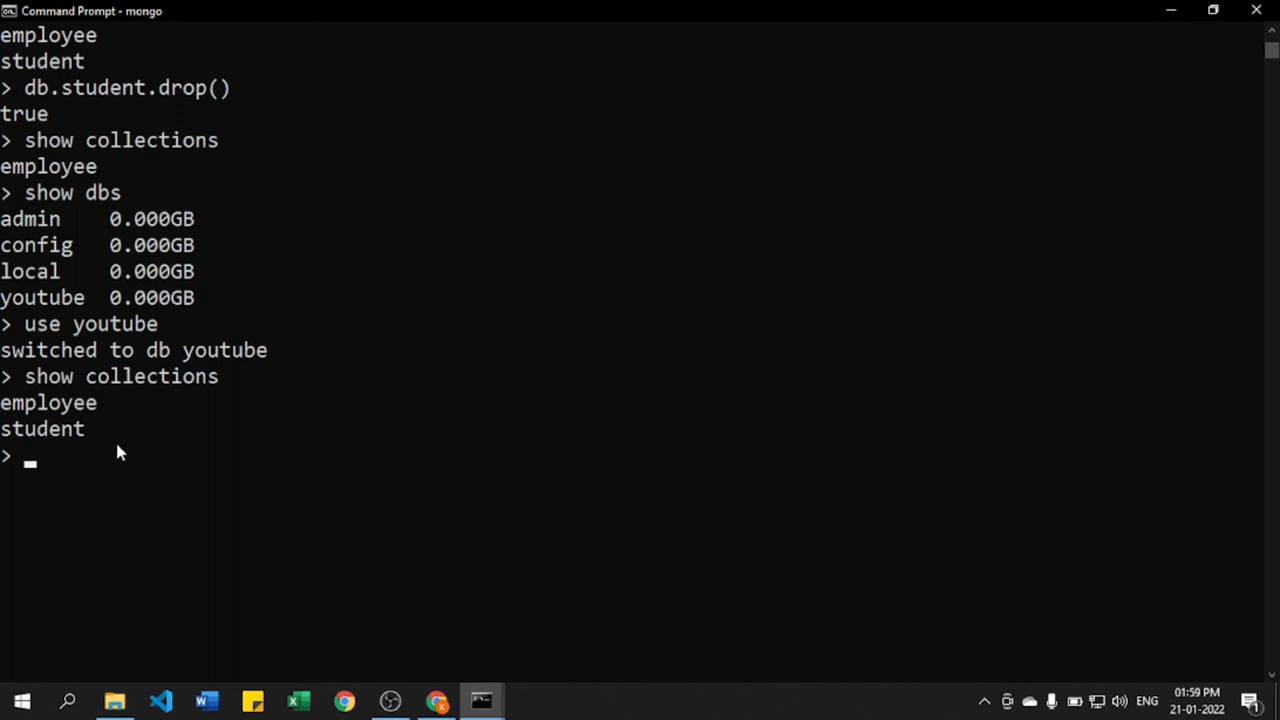 Command Prompt - mongo
employee
student
> db.student.drop()
true
> show collections
employee
> show dbs
admin    0.000GB
config   0.000GB
local    0.000GB
youtube  0.000GB
> use youtube
switched to db youtube
> show collections
employee
student
>
ENG
01:59 PM
21-01-2022